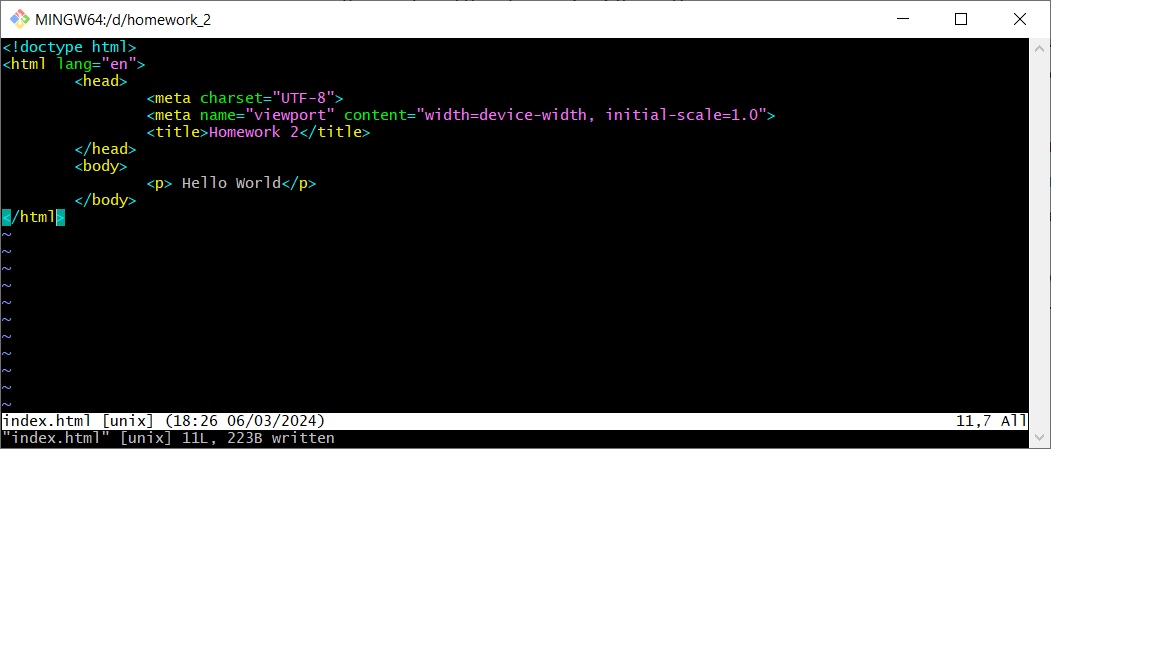 MINGW64:/d/homework_2
<!doctype html>
<html lang="en">
        <head>
                <meta charset="UTF-8">
                <meta name="viewport" content="width=device-width, initial-scale=1.0">
                <title>Homework 2</title>
        </head>
        <body>
                <p> Hello World</p>
        </body>
</html>
~
~
~
~
~
~
~
~
~
~
~
index.html [unix] (18:26 06/03/2024) 11,7 All
"index.html" [unix] 11L, 223B written